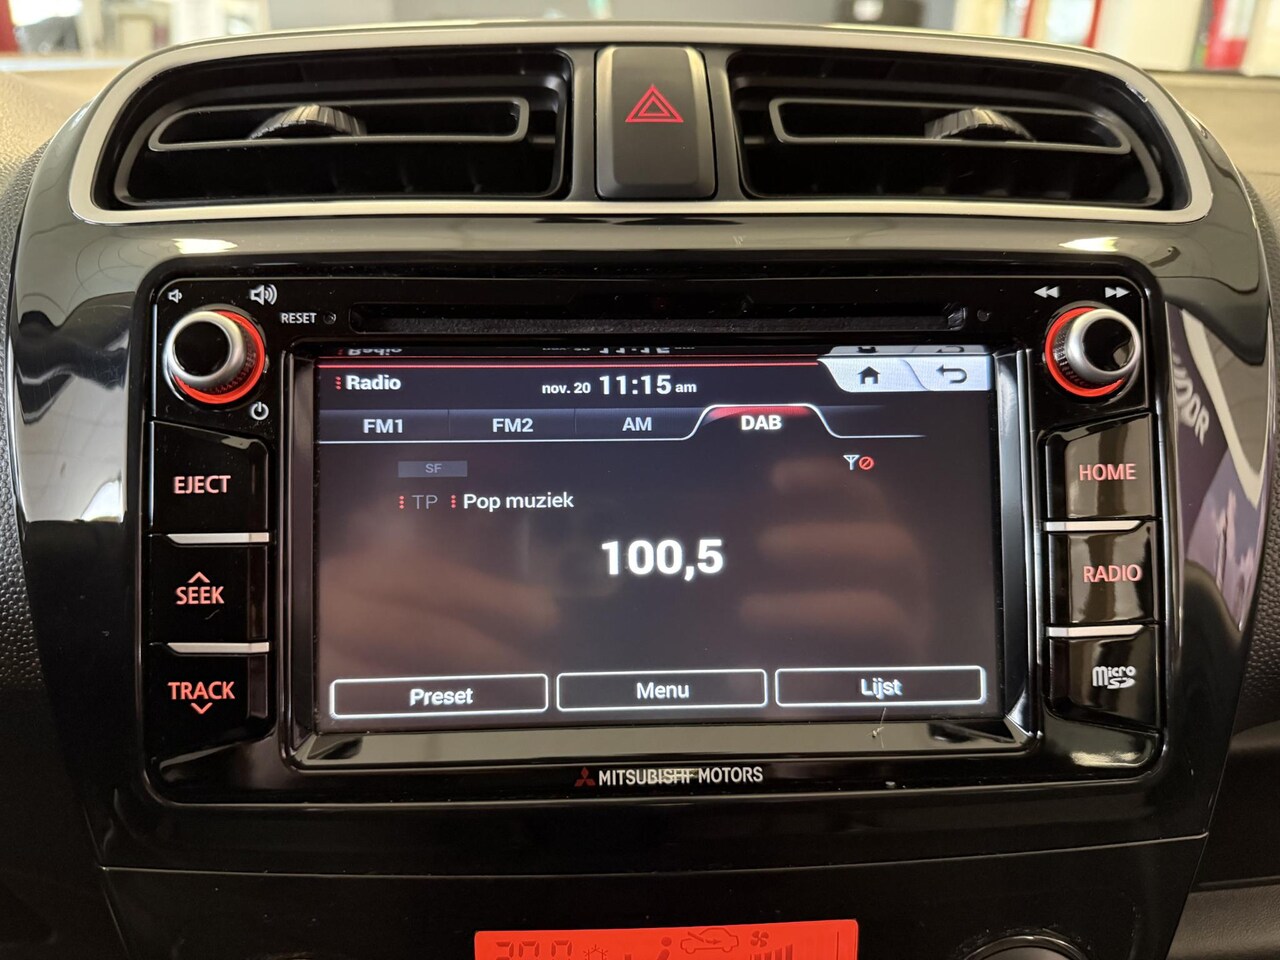 RESET
Radio
nov. 20 11:15 am
FM1 FM2 AM DAB
SF
TP Pop muziek
100,5
Preset Menu Lijst
EJECT
SEEK
TRACK
HOME
RADIO
Micro SD
MITSUBISHI MOTORS